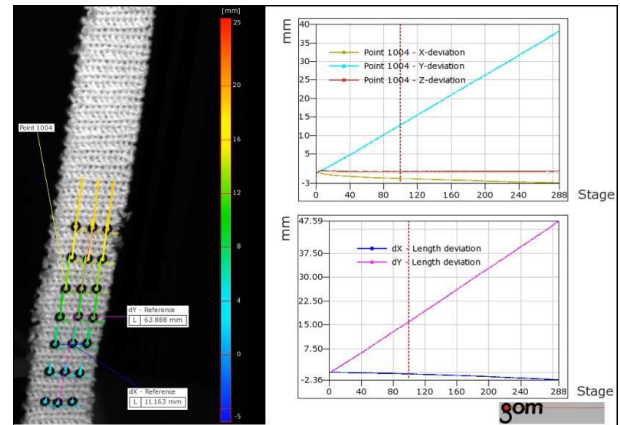 [mm]
25
20
16
12
8
4
0
-5
Point 1004
dY - Reference
L 63.888 mm
dX - Reference
L 11.163 mm
mm
40
35
30
25
20
15
5
-3
Point 1004 - X-deviation
Point 1004 - Y-deviation
Point 1004 - Z-deviation
0 40 80 120 160 200 240 288 Stage
mm
47.59
37.50
30.00
22.50
15.00
7.50
-2.36
dX - Length deviation
dY - Length deviation
0 40 80 120 160 200 240 288 Stage
gom